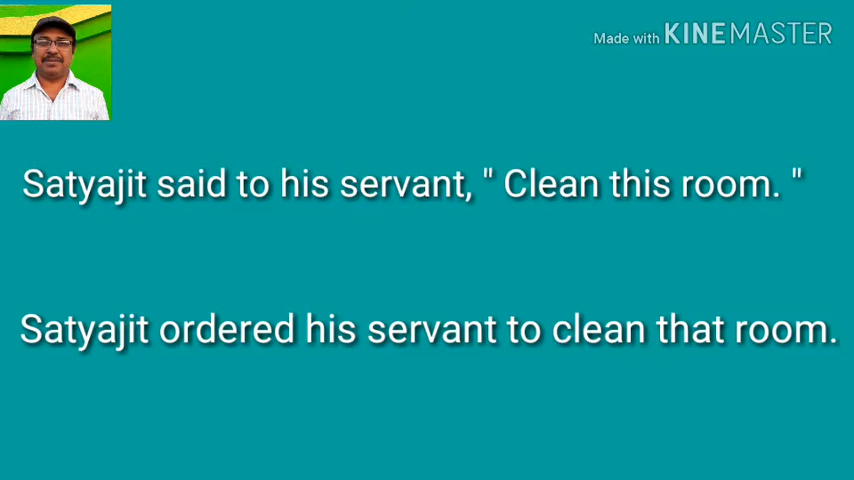 Made with KINEMASTER
Satyajit said to his servant, " Clean this room. "
Satyajit ordered his servant to clean that room.